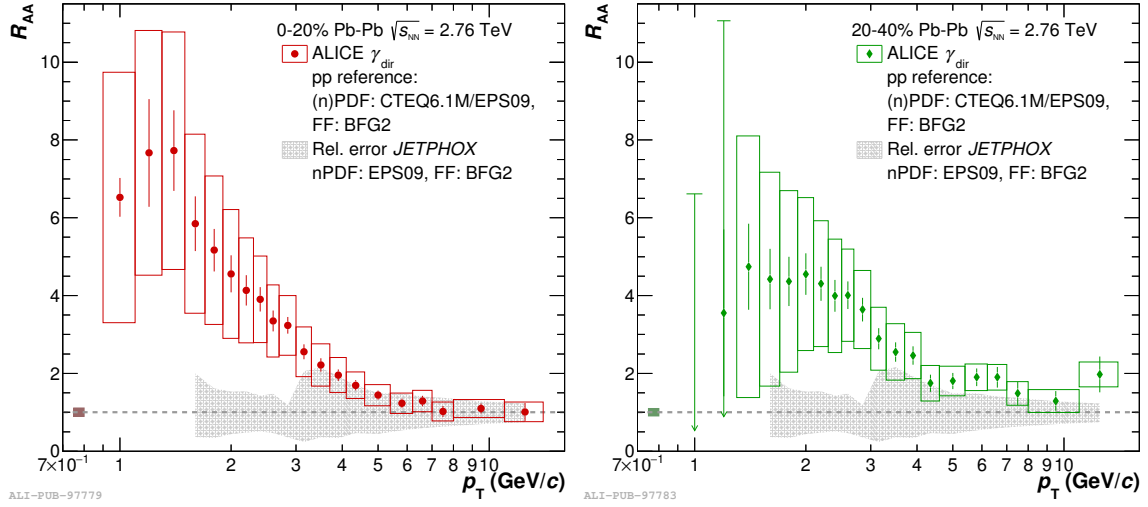 R_AA
0-20% Pb-Pb √s_NN = 2.76 TeV
ALICE γ_dir
pp reference:
(n)PDF: CTEQ6.1M/EPS09,
FF: BFG2
Rel. error JETPHOX
nPDF: EPS09, FF: BFG2
10
8
6
4
2
0
7×10⁻¹ 1 2 3 4 5 6 7 8 9 10
p_T (GeV/c)
ALI-PUB-97779
R_AA
20-40% Pb-Pb √s_NN = 2.76 TeV
ALICE γ_dir
pp reference:
(n)PDF: CTEQ6.1M/EPS09,
FF: BFG2
Rel. error JETPHOX
nPDF: EPS09, FF: BFG2
10
8
6
4
2
0
7×10⁻¹ 1 2 3 4 5 6 7 8 9 10
p_T (GeV/c)
ALI-PUB-97783